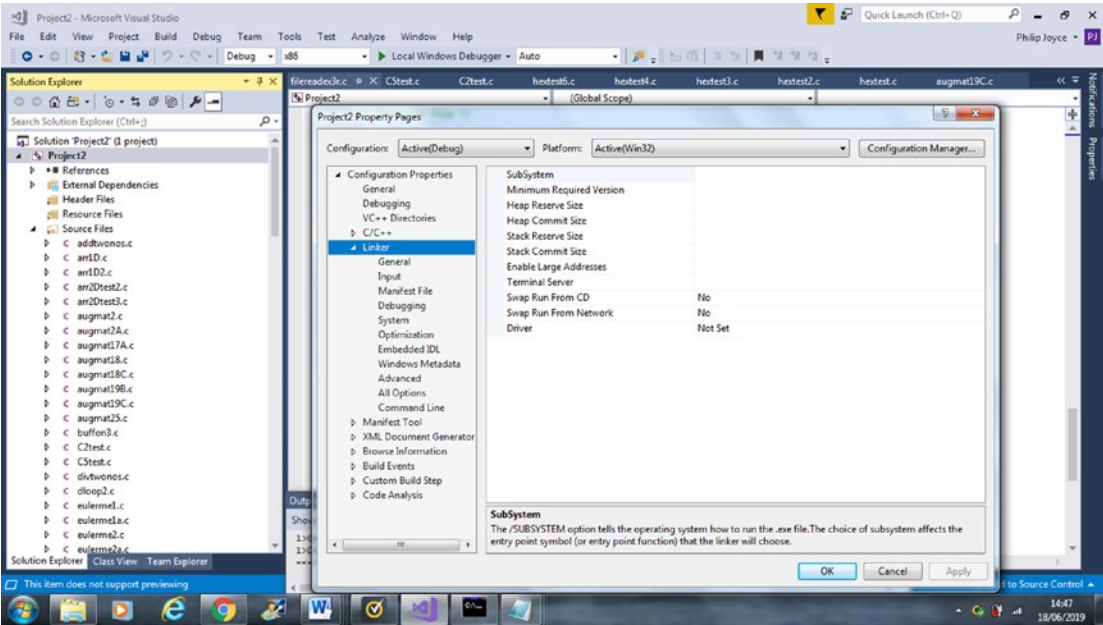 Project2 - Microsoft Visual Studio
Quick Launch (Ctrl+Q)
File Edit View Project Build Debug Team Tools Test Analyze Window Help
Philip Joyce PJ
Debug x86 Local Windows Debugger Auto
Solution Explorer
filereadex3r.c C5test.c C2test.c hextest6.c hextest4.c hextest3.c hextest2.c hextest.c augmat19C.c
Project2 (Global Scope)
Search Solution Explorer (Ctrl+;)
Solution 'Project2' (1 project)
Project2
References
External Dependencies
Header Files
Resource Files
Source Files
addtwonos.c
arr1D.c
arr1D2.c
arr2Dtest2.c
arr2Dtest3.c
augmat2.c
augmat2A.c
augmat17A.c
augmat18.c
augmat18C.c
augmat19B.c
augmat19C.c
augmat25.c
buffon3.c
C2test.c
C5test.c
divtwonos.c
dloop2.c
eulerme1.c
eulerme1a.c
eulerme2.c
eulerme2a.c
Solution Explorer Class View Team Explorer
Project2 Property Pages
Configuration: Active(Debug) Platform: Active(Win32) Configuration Manager...
Configuration Properties
General
Debugging
VC++ Directories
C/C++
Linker
General
Input
Manifest File
Debugging
System
Optimization
Embedded IDL
Windows Metadata
Advanced
All Options
Command Line
Manifest Tool
XML Document Generator
Browse Information
Build Events
Custom Build Step
Code Analysis
SubSystem
Minimum Required Version
Heap Reserve Size
Heap Commit Size
Stack Reserve Size
Stack Commit Size
Enable Large Addresses
Terminal Server
Swap Run From CD No
Swap Run From Network No
Driver Not Set
SubSystem
The /SUBSYSTEM option tells the operating system how to run the .exe file.The choice of subsystem affects the
entry point symbol (or entry point function) that the linker will choose.
OK Cancel Apply
Notifications
Properties
This item does not support previewing
to Source Control
14:47
18/06/2019